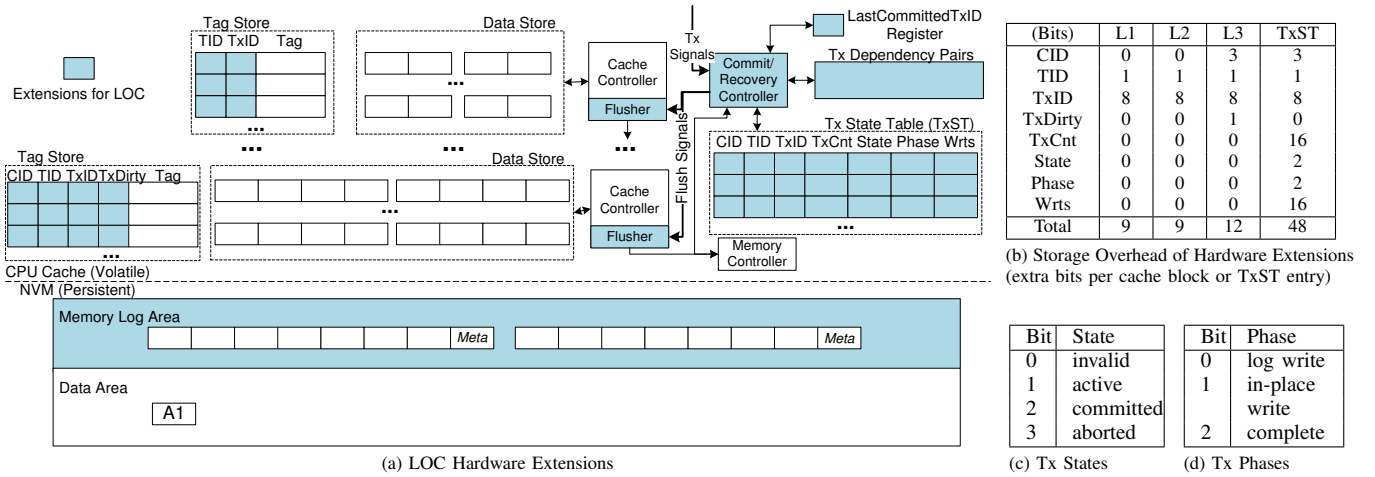 Extensions for LOC
Tag Store
TID TxID Tag
...
Data Store
...
...
...
Cache
Controller
Flusher
...
Tx
Signals
Flush Signals
Commit/
Recovery
Controller
LastCommittedTxID
Register
Tx Dependency Pairs
Tx State Table (TxST)
CID TID TxID TxCnt State Phase Wrts
...
Tag Store
CID TID TxID TxDirty Tag
...
Data Store
...
Cache
Controller
Flusher
Memory
Controller
CPU Cache (Volatile)
NVM (Persistent)
Memory Log Area
Meta
Meta
Data Area
A1
(a) LOC Hardware Extensions
(Bits) L1 L2 L3 TxST
CID 0 0 3 3
TID 1 1 1 1
TxID 8 8 8 8
TxDirty 0 0 1 0
TxCnt 0 0 0 16
State 0 0 0 2
Phase 0 0 0 2
Wrts 0 0 0 16
Total 9 9 12 48
(b) Storage Overhead of Hardware Extensions
(extra bits per cache block or TxST entry)
Bit State
0 invalid
1 active
2 committed
3 aborted
(c) Tx States
Bit Phase
0 log write
1 in-place
write
2 complete
(d) Tx Phases